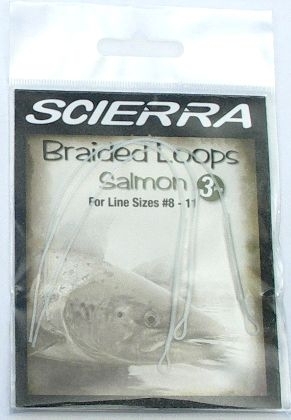 SCIERRA
Braided Loops
Salmon 3
For Line Sizes #8 - 11